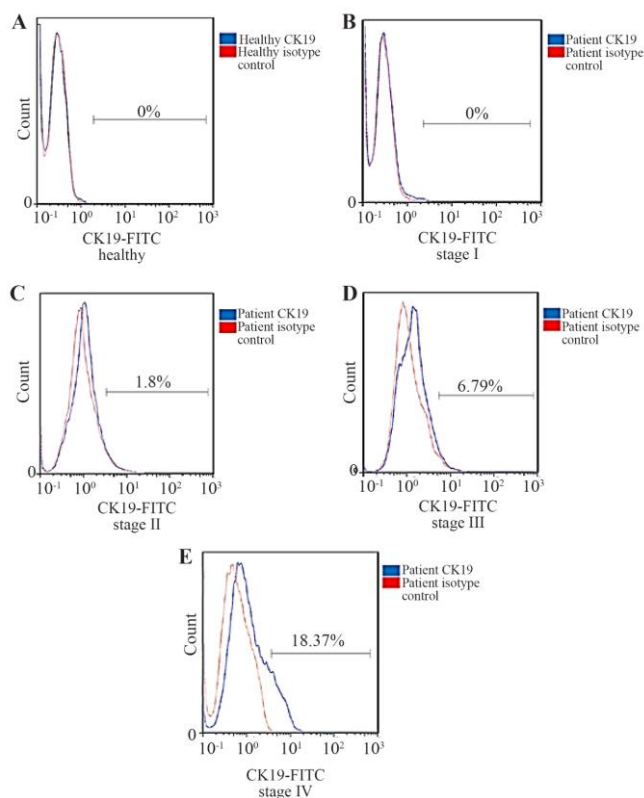 A
Healthy CK19
Healthy isotype
control
Count
0%
0
10-1 100 101 102 103
CK19-FITC
healthy
B
Patient CK19
Patient isotype
control
Count
0%
0
10-1 100 101 102 103
CK19-FITC
stage I
C
Patient CK19
Patient isotype
control
Count
1.8%
0
10-1 100 101 102 103
CK19-FITC
stage II
D
Patient CK19
Patient isotype
control
Count
6.79%
0
10-1 100 101 102 103
CK19-FITC
stage III
E
Patient CK19
Patient isotype
control
Count
18.37%
0
10-1 100 101 102 103
CK19-FITC
stage IV